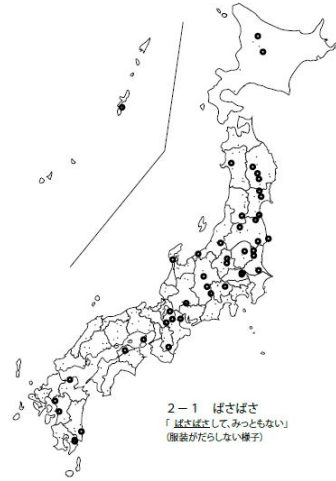 2－1　ばさばさ
「ばさばさして、みっともない」
（服装がだらしない様子）